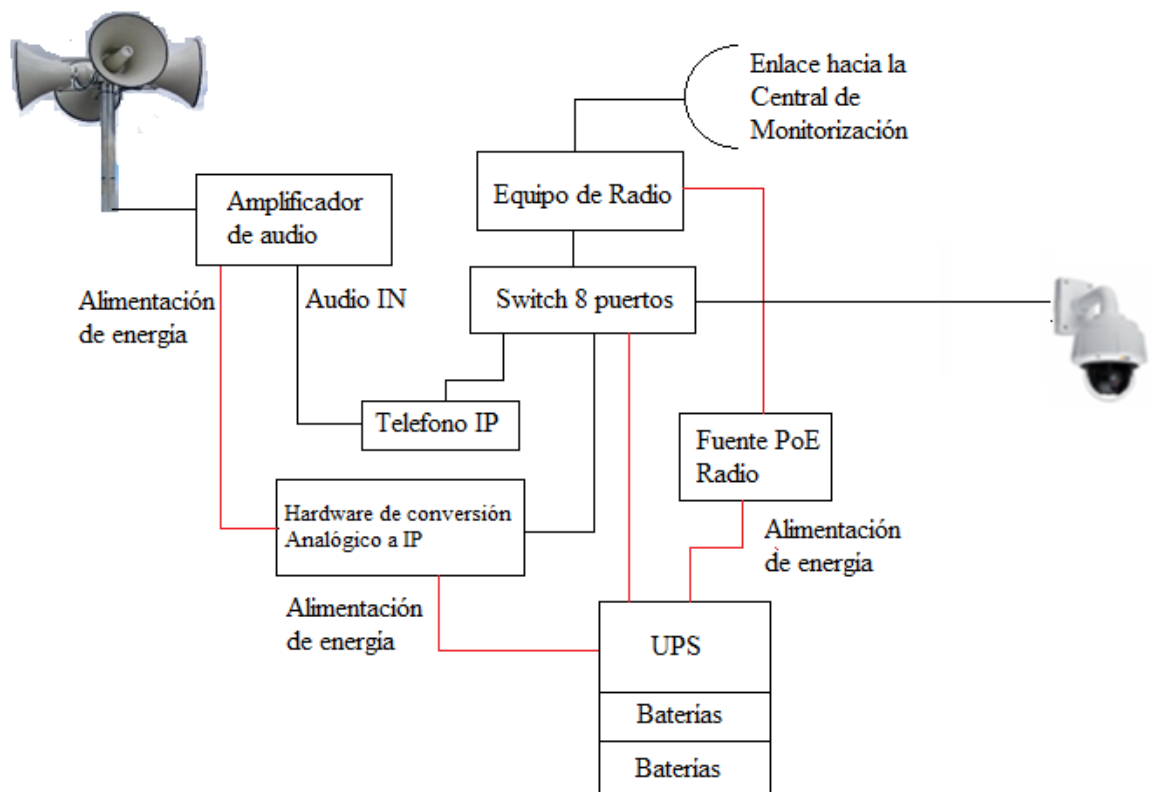 Enlace hacia la
Central de
Monitorización
Equipo de Radio
Amplificador
de audio
Alimentación
de energía
Audio IN
Switch 8 puertos
Telefono IP
Fuente PoE
Radio
Hardware de conversión
Analógico a IP
Alimentación
de energía
Alimentación
de energía
UPS
Baterías
Baterías